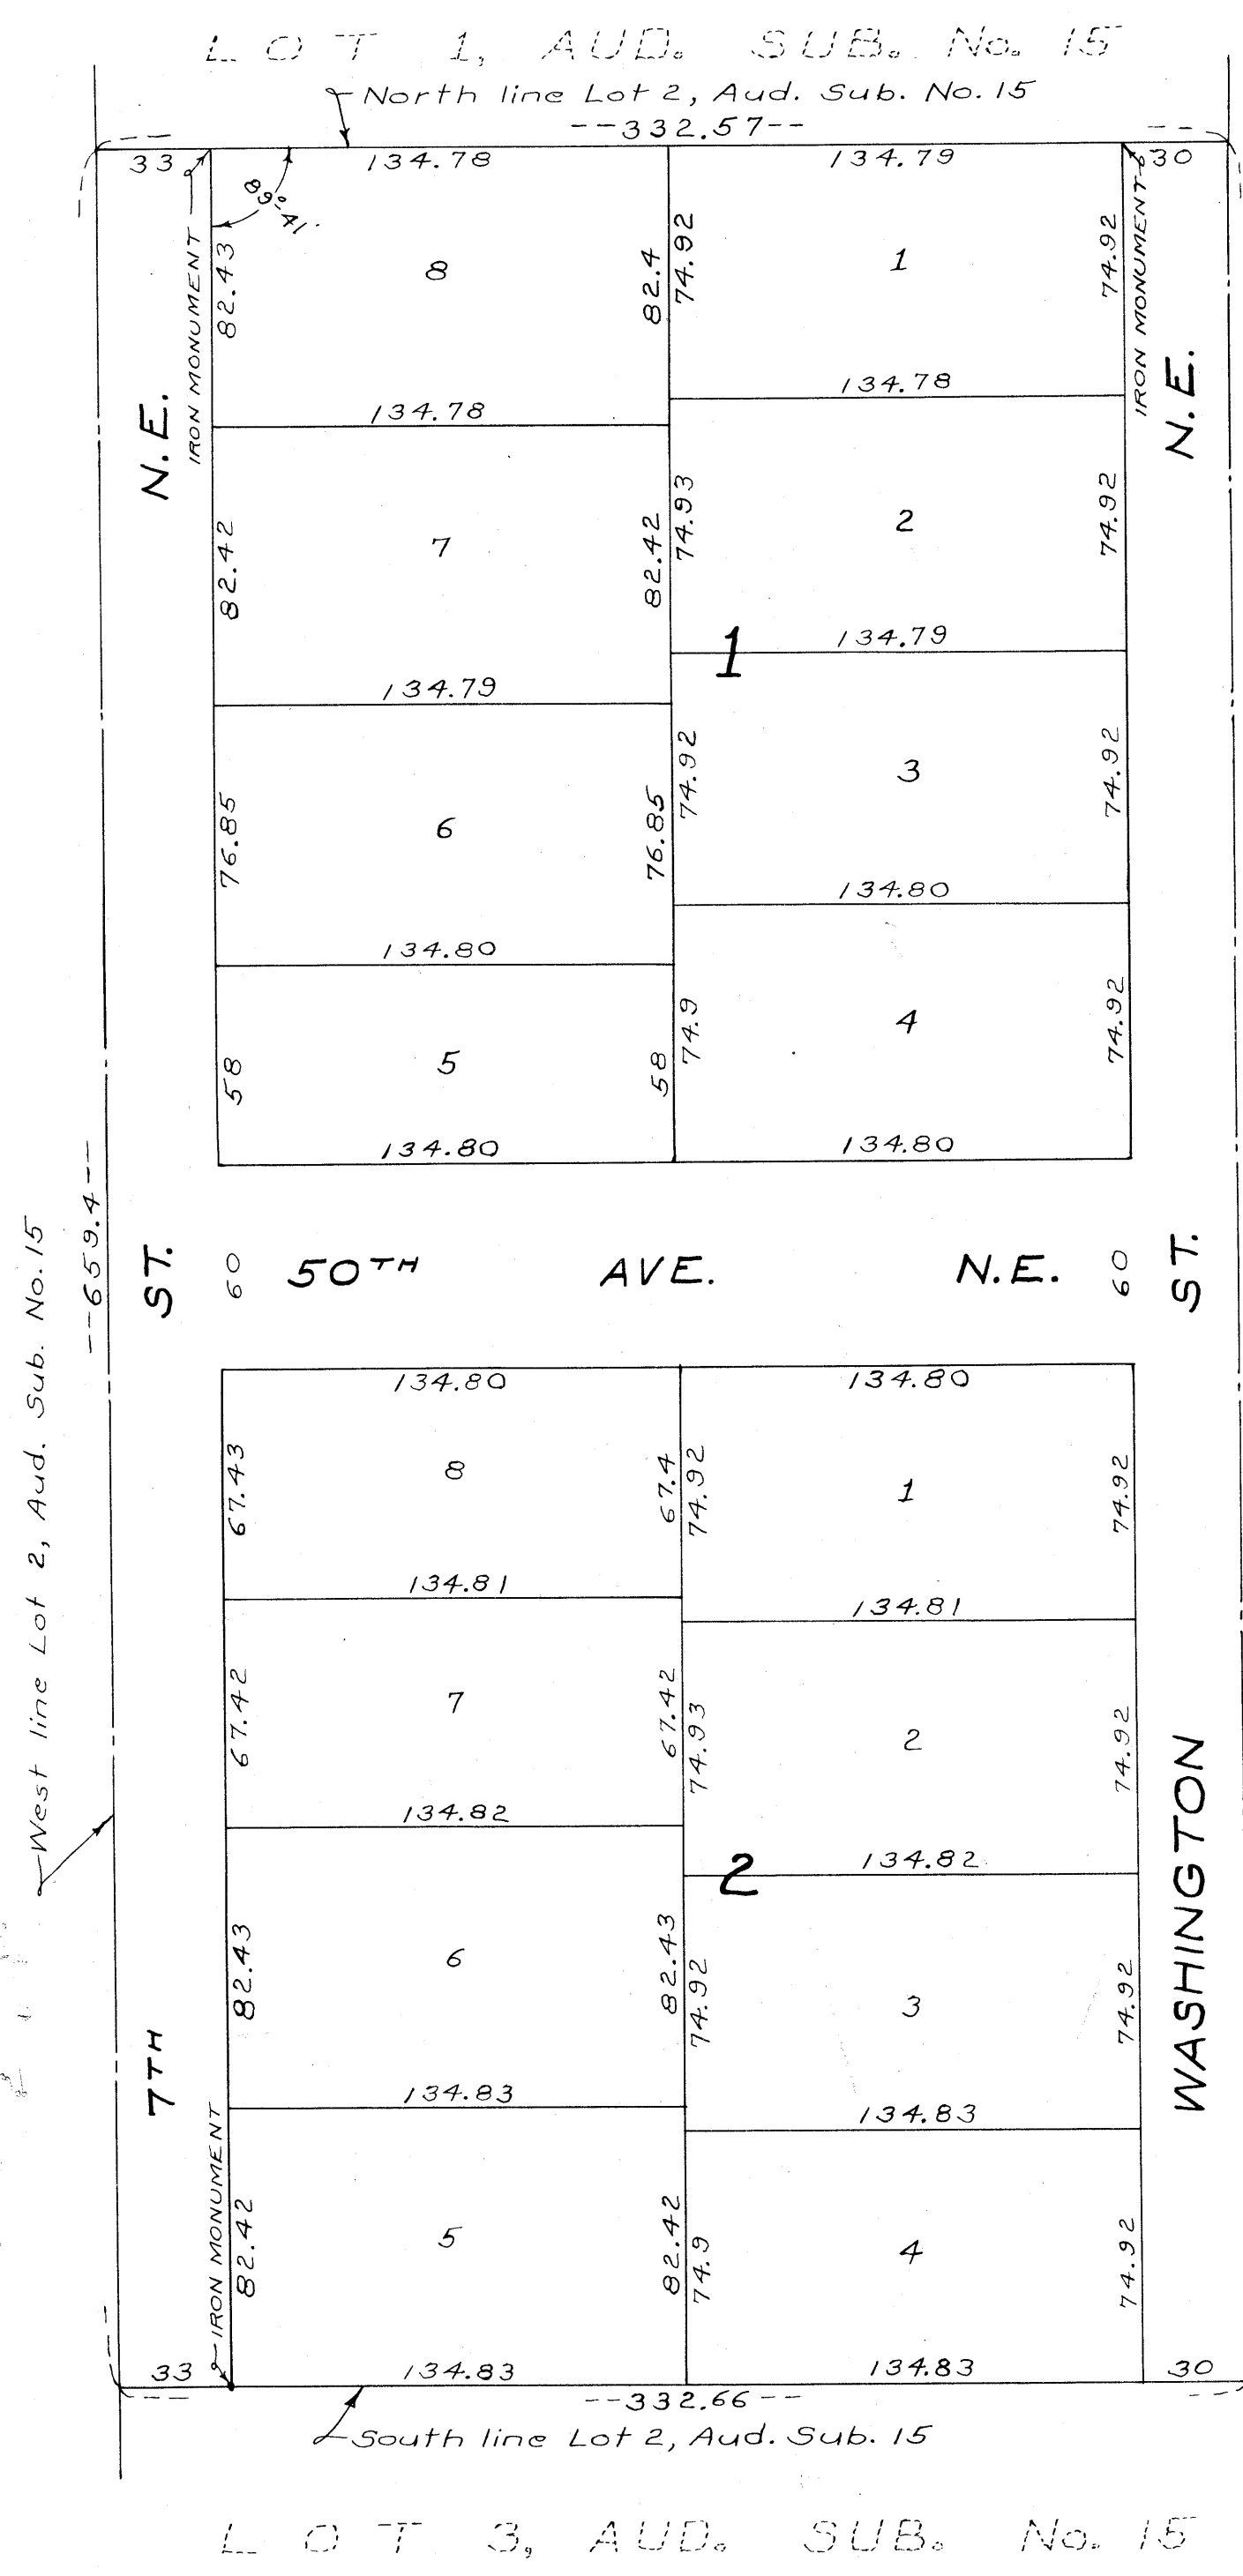 LOT 1, AUD. SUB. No. 15
North line Lot 2, Aud. Sub. No. 15
--332.57--
33 134.78 134.79 30
89°-41'
IRON MONUMENT
IRON MONUMENT
82.43 8 82.4 74.92 1 74.92
134.78
134.78
N.E.
N.E.
82.42 7 82.42 74.93 2 74.92
1
134.79
134.79
76.85 6 76.85 74.92 3 74.92
134.80
134.80
58 5 58 74.9 4 74.92
134.80 134.80
--659.4--
West line Lot 2, Aud. Sub. No. 15
ST. 60 50TH AVE. N.E. 60 ST.
134.80 134.80
67.43 8 67.4 74.92 1 74.92
134.81
134.81
67.42 7 67.42 74.93 2 74.92
134.82
134.82
2
WASHINGTON
82.43 6 82.43 74.92 3 74.92
7TH
134.83
134.83
IRON MONUMENT
82.42 5 82.42 74.9 4 74.92
33 134.83 134.83 30
--332.66--
South line Lot 2, Aud. Sub. 15
LOT 3, AUD. SUB. No. 15